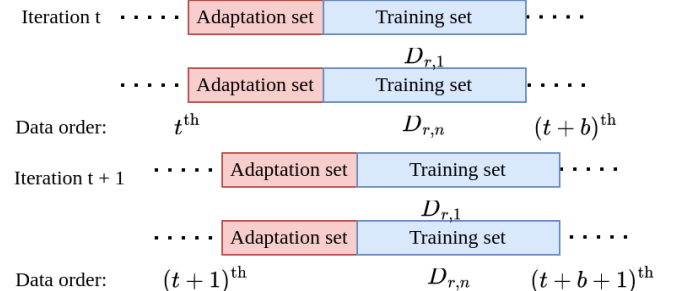 Iteration t ..... Adaptation set Training set .....
D_{r,1}
..... Adaptation set Training set .....
Data order: t^{th} D_{r,n} (t + b)^{th}
Iteration t + 1 ..... Adaptation set Training set .....
D_{r,1}
..... Adaptation set Training set .....
Data order: (t + 1)^{th} D_{r,n} (t + b + 1)^{th}